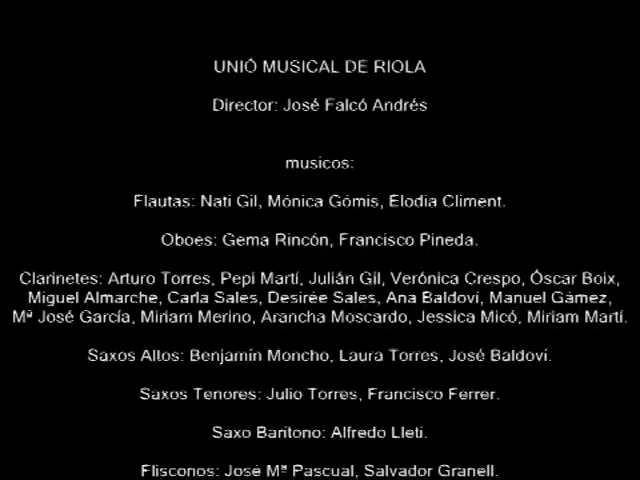 UNIÓ MUSICAL DE RIOLA
Director: José Falcó Andrés
musicos:
Flautas: Nati Gil, Mónica Gómis, Elodia Climent.
Oboes: Gema Rincón, Francisco Pineda.
Clarinetes: Arturo Torres, Pepi Martí, Julián Gil, Verónica Crespo, Óscar Boix,
Miguel Almarche, Carla Sales, Desirée Sales, Ana Baldoví, Manuel Gámez,
Mª José García, Miriam Merino, Arancha Moscardo, Jessica Micó, Miriam Martí.
Saxos Altos: Benjamín Moncho, Laura Torres, José Baldoví.
Saxos Tenores: Julio Torres, Francisco Ferrer.
Saxo Barítono: Alfredo Lleti.
Flisconos: José Mª Pascual, Salvador Granell.